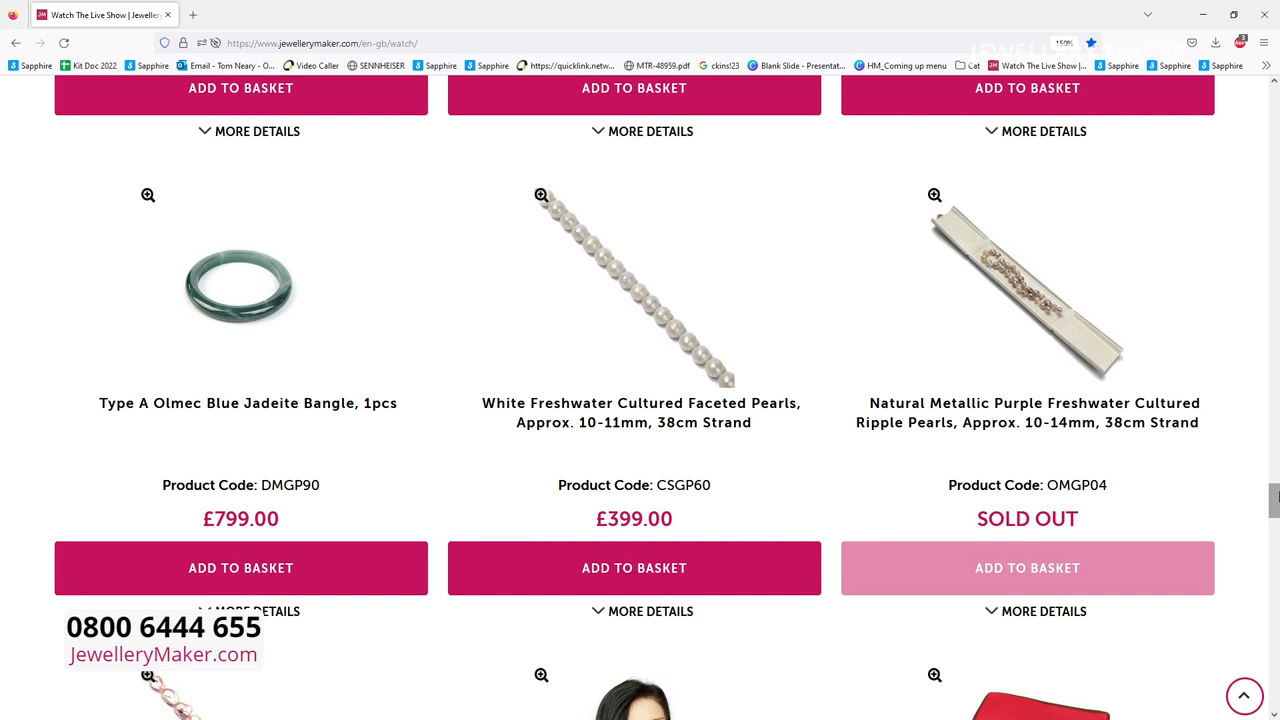 Watch The Live Show | Jeweller
https://www.jewellerymaker.com
gb/watch/
150%
3
JEWELLERYMAKER
Sapphire
Kit Doc 2022
Sapphire
Email - Tom Neary - O...
Video Caller
SENNHEISER
Sapphire
Sapphire
https://quicklink.netw...
MTR-48959.pdf
ckins!23
Blank Slide - Presentat...
HM_Coming up menu
Cat
Watch The Live Show |...
Sapphire
Sapphire
Sapphire
ADD TO BASKET
ADD TO BASKET
ADD TO BASKET
MORE DETAILS
MORE DETAILS
MORE DETAILS
Type A Olmec Blue Jadeite Bangle, 1pcs
White Freshwater Cultured Faceted Pearls,
Approx. 10-11mm, 38cm Strand
Natural Metallic Purple Freshwater Cultured
Ripple Pearls, Approx. 10-14mm, 38cm Strand
Product Code: DMGP90
Product Code: CSGP60
Product Code: OMGP04
£799.00
£399.00
SOLD OUT
ADD TO BASKET
ADD TO BASKET
ADD TO BASKET
MORE DETAILS
MORE DETAILS
MORE DETAILS
0800 6444 655
JewelleryMaker.com